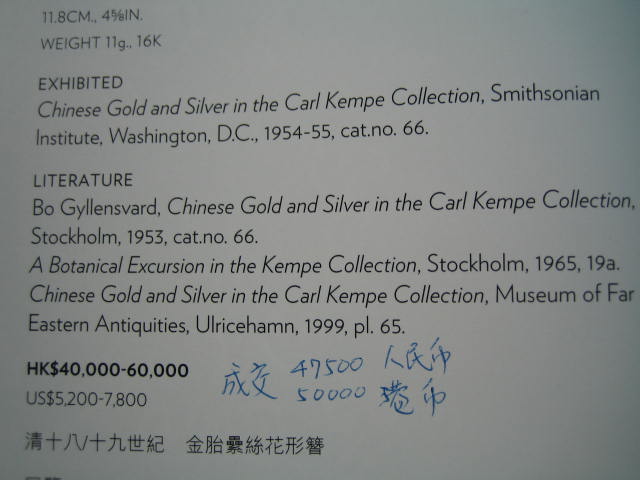 11.8CM., 4⅝IN.
WEIGHT 11g., 16K
EXHIBITED
Chinese Gold and Silver in the Carl Kempe Collection, Smithsonian
Institute, Washington, D.C., 1954-55, cat.no. 66.
LITERATURE
Bo Gyllensvard, Chinese Gold and Silver in the Carl Kempe Collection,
Stockholm, 1953, cat.no. 66.
A Botanical Excursion in the Kempe Collection, Stockholm, 1965, 19a.
Chinese Gold and Silver in the Carl Kempe Collection, Museum of Far
Eastern Antiquities, Ulricehamn, 1999, pl. 65.
HK$40,000-60,000
成交 47500 人民币
US$5,200-7,800
50000 港币
清十八/十九世紀 金胎纍絲花形簪